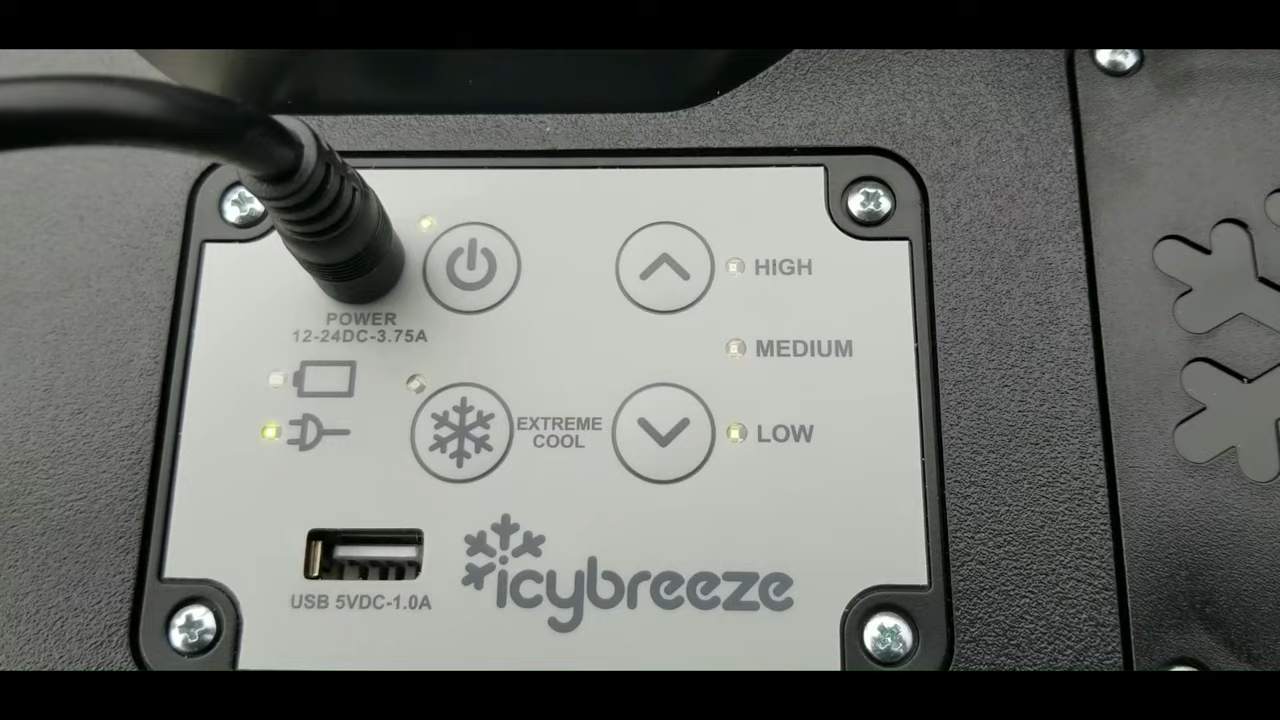 POWER
12-24DC-3.75A
HIGH
MEDIUM
EXTREME
COOL
LOW
USB 5VDC-1.0A
icybreeze